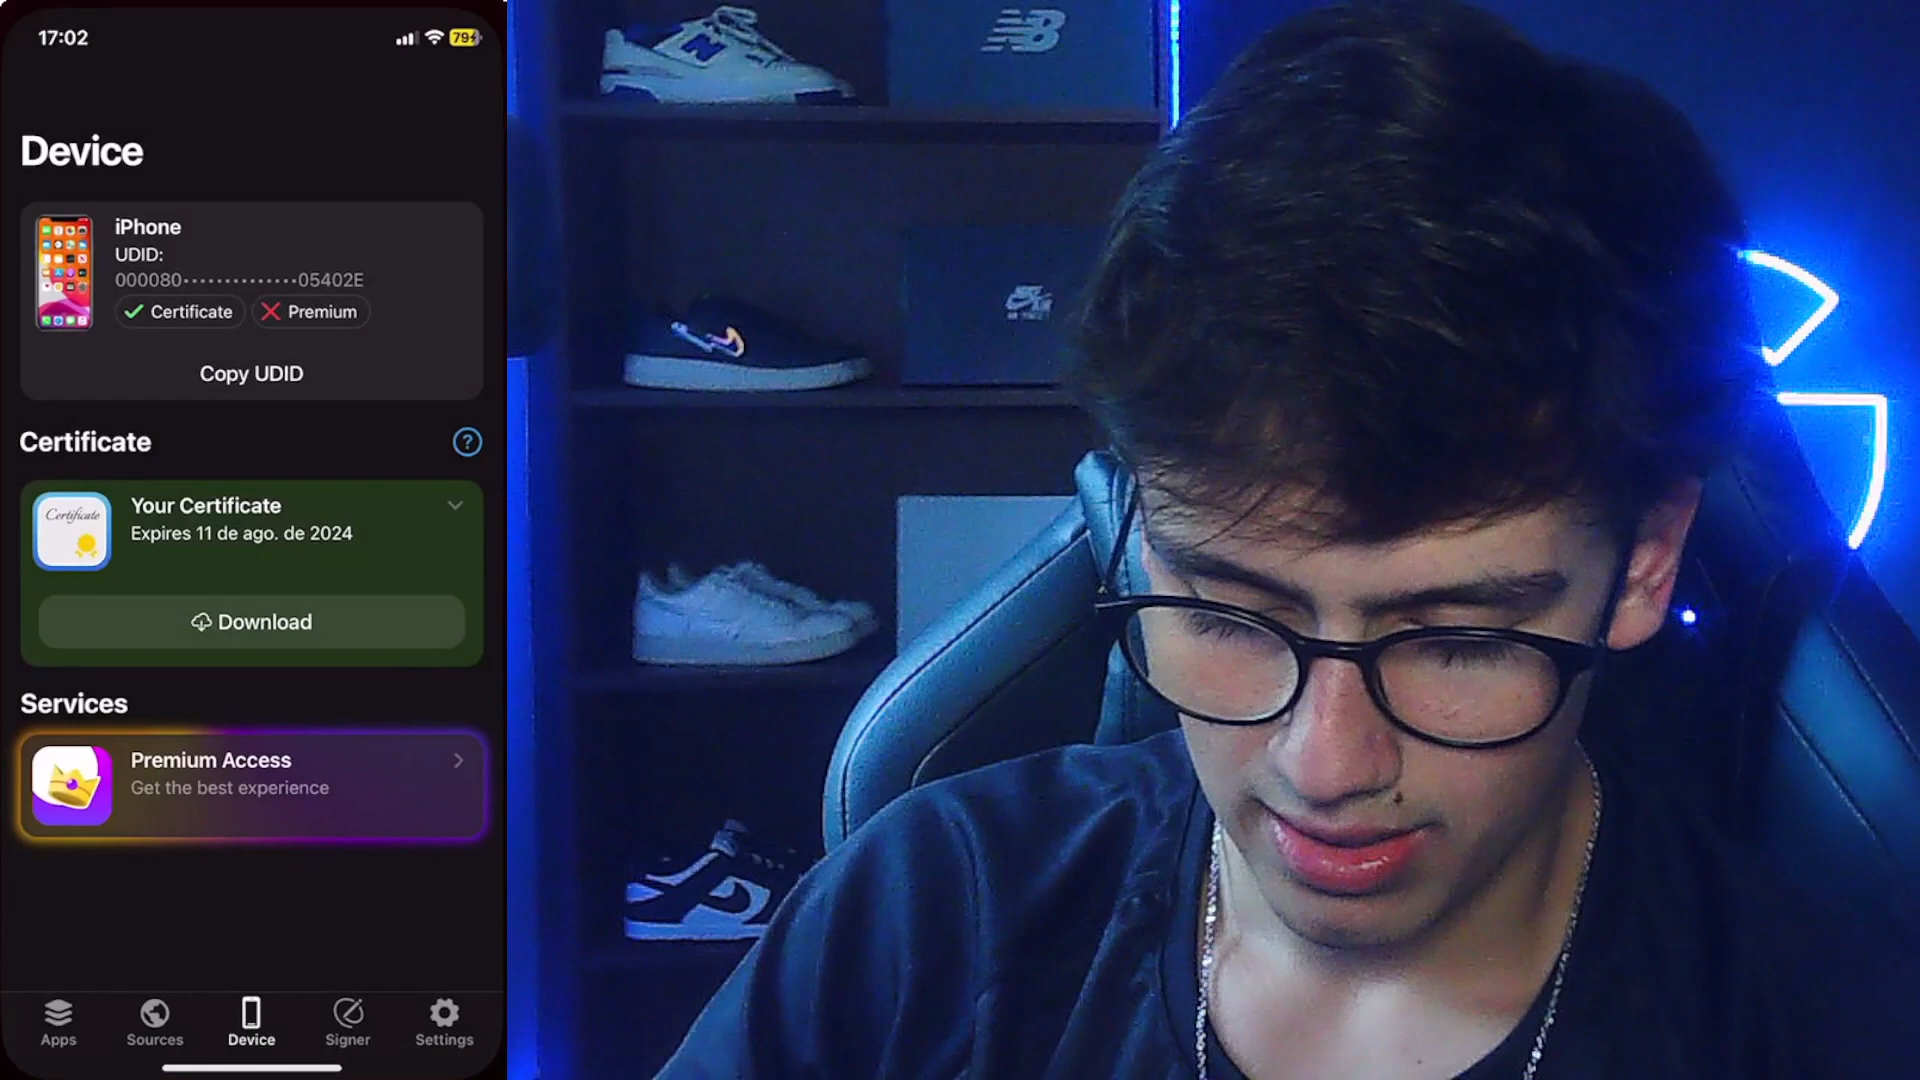 17:02
79
Device
iPhone
UDID:
000080••••••••••••••05402E
Certificate
Premium
Copy UDID
Certificate
?
Certificate
Your Certificate
Expires 11 de ago. de 2024
Download
Services
Premium Access
Get the best experience
Apps
Sources
Device
Signer
Settings
N
NB